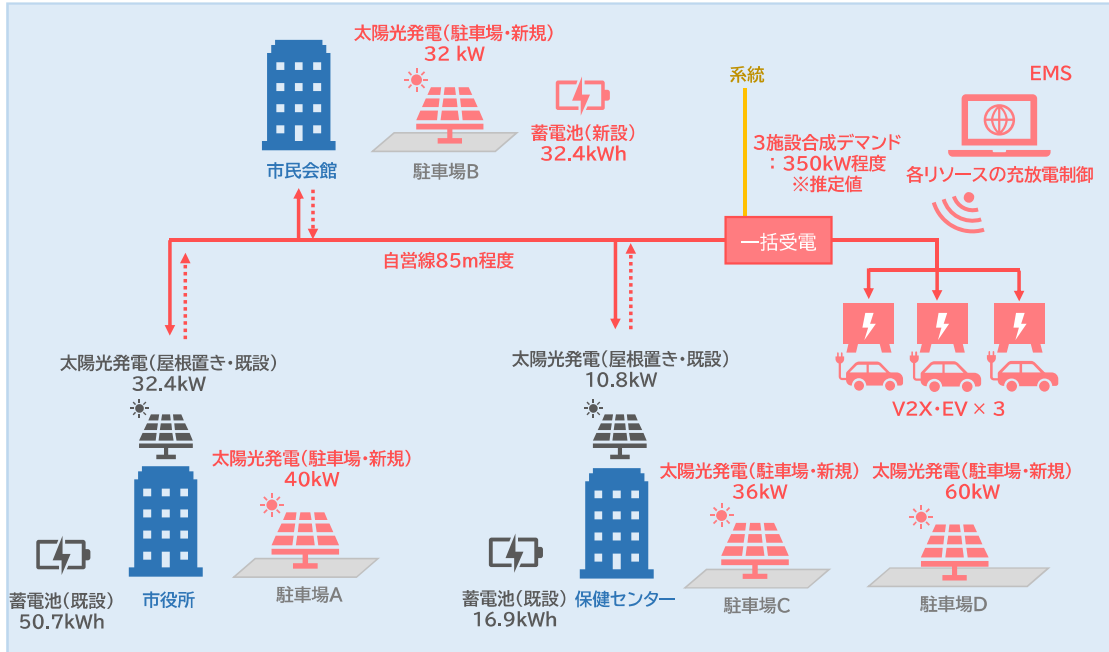 太陽光発電(駐車場・新規)
32 kW
市民会館
蓄電池(新設)
32.4kWh
駐車場B
系統
3施設合成デマンド
:350kW程度
※推定値
EMS
各リソースの充放電制御
一括受電
自営線85m程度
V2X・EV × 3
太陽光発電(屋根置き・既設)
32.4kW
太陽光発電(駐車場・新規)
40kW
蓄電池(既設)
50.7kWh
市役所
駐車場A
太陽光発電(屋根置き・既設)
10.8kW
太陽光発電(駐車場・新規)
36kW
太陽光発電(駐車場・新規)
60kW
蓄電池(既設)
16.9kWh
保健センター
駐車場C
駐車場D